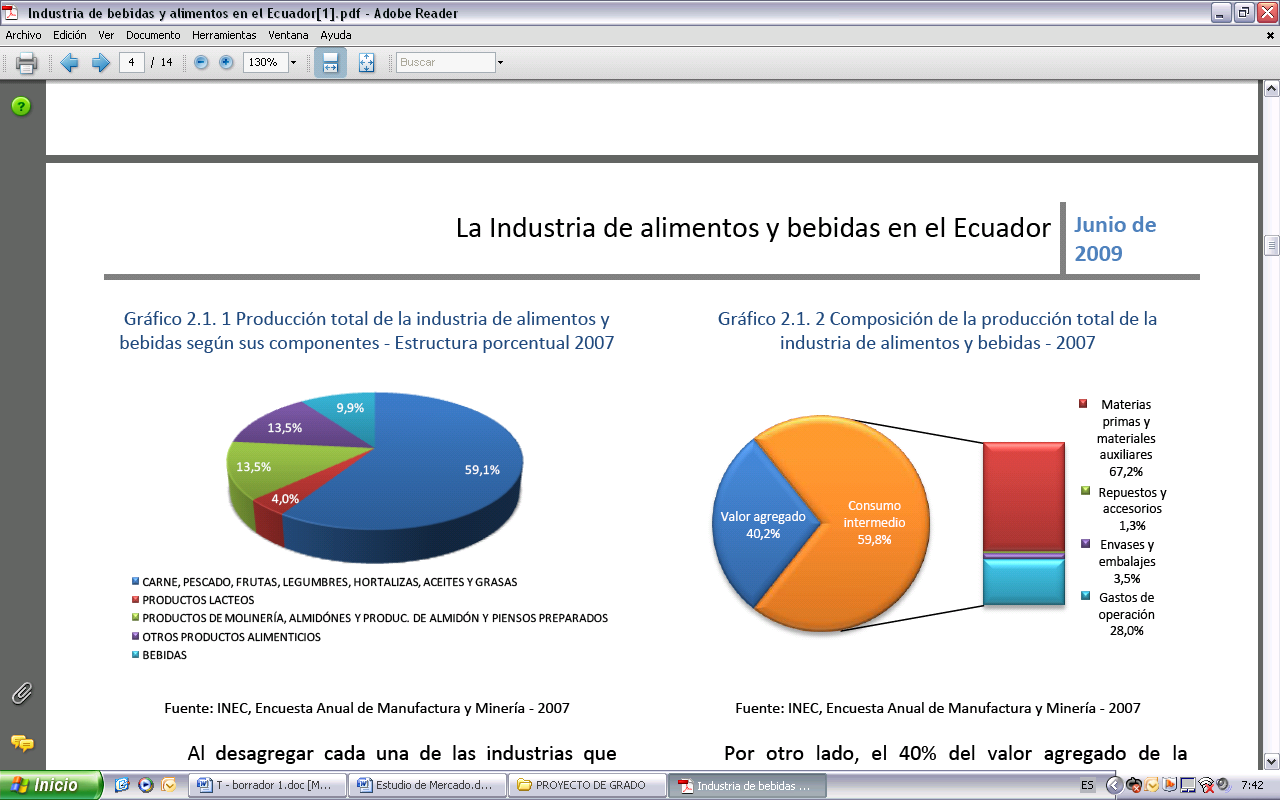 Industria de bebidas y alimentos en el Ecuador[1].pdf - Adobe Reader
Archivo Edición Ver Documento Herramientas Ventana Ayuda
4 / 14 130% Buscar
La Industria de alimentos y bebidas en el Ecuador
Junio de
2009
Gráfico 2.1. 1 Producción total de la industria de alimentos y
bebidas según sus componentes - Estructura porcentual 2007
9,9%
13,5%
13,5%
4,0%
59,1%
CARNE, PESCADO, FRUTAS, LEGUMBRES, HORTALIZAS, ACEITES Y GRASAS
PRODUCTOS LACTEOS
PRODUCTOS DE MOLINERÍA, ALMIDÓNES Y PRODUC. DE ALMIDÓN Y PIENSOS PREPARADOS
OTROS PRODUCTOS ALIMENTICIOS
BEBIDAS
Fuente: INEC, Encuesta Anual de Manufactura y Minería - 2007
Al desagregar cada una de las industrias que
Gráfico 2.1. 2 Composición de la producción total de la
industria de alimentos y bebidas - 2007
Valor agregado
40,2%
Consumo
intermedio
59,8%
Materias
primas y
materiales
auxiliares
67,2%
Repuestos y
accesorios
1,3%
Envases y
embalajes
3,5%
Gastos de
operación
28,0%
Fuente: INEC, Encuesta Anual de Manufactura y Minería - 2007
Por otro lado, el 40% del valor agregado de la
Inicio
T - borrador 1.doc [M...
Estudio de Mercado.d...
PROYECTO DE GRADO
Industria de bebidas ...
ES
7:42